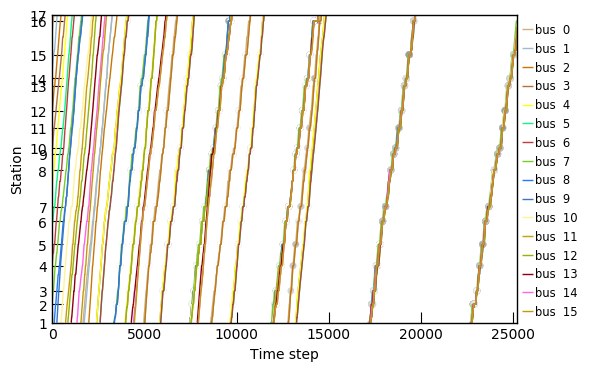 17
16
15
14
13
12
11
10
9
8
7
6
5
4
3
2
1
Station
0 5000 10000 15000 20000 25000
Time step
bus 0
bus 1
bus 2
bus 3
bus 4
bus 5
bus 6
bus 7
bus 8
bus 9
bus 10
bus 11
bus 12
bus 13
bus 14
bus 15